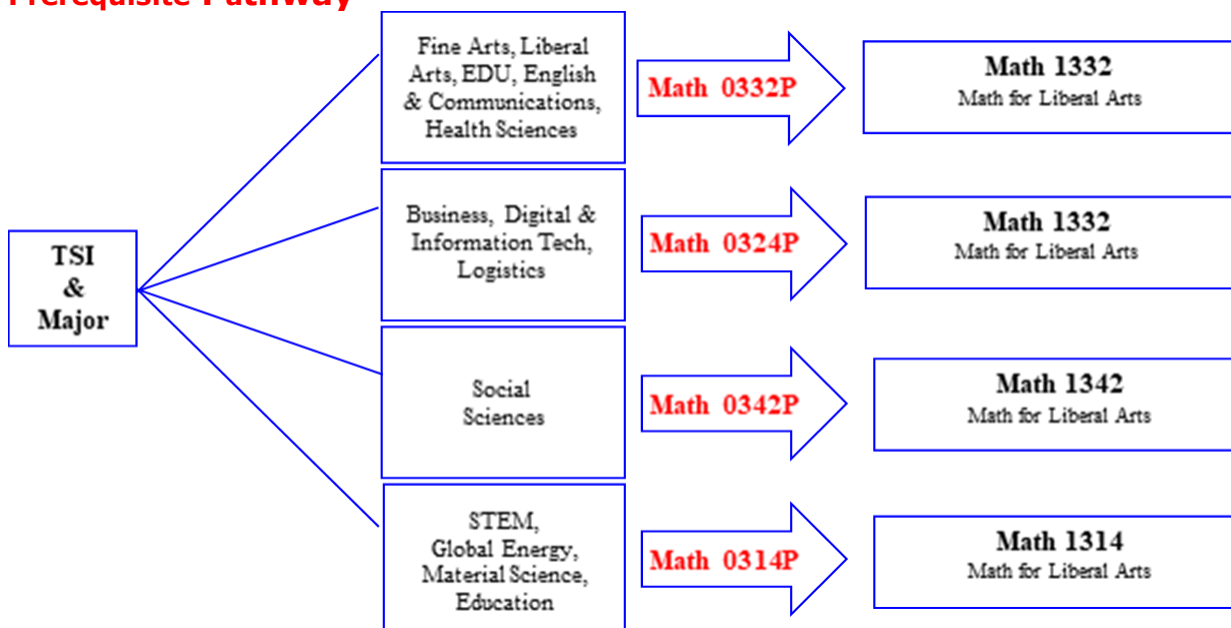 Prerequisite Pathway
TSI
&
Major
Fine Arts, Liberal
Arts, EDU, English
& Communications,
Health Sciences
Math 0332P
Math 1332
Math for Liberal Arts
Business, Digital &
Information Tech,
Logistics
Math 0324P
Math 1332
Math for Liberal Arts
Social
Sciences
Math 0342P
Math 1342
Math for Liberal Arts
STEM,
Global Energy,
Material Science,
Education
Math 0314P
Math 1314
Math for Liberal Arts